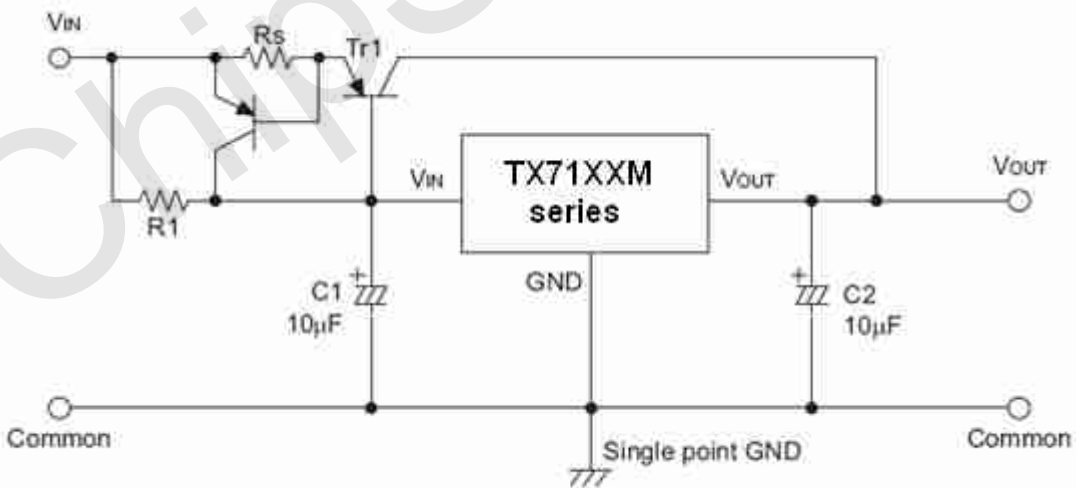 Chips
VIN
Rs
Tr1
R1
VIN
TX71XXM
series
VOUT
VOUT
GND
C1
10µF
C2
10µF
Common
Single point GND
Common